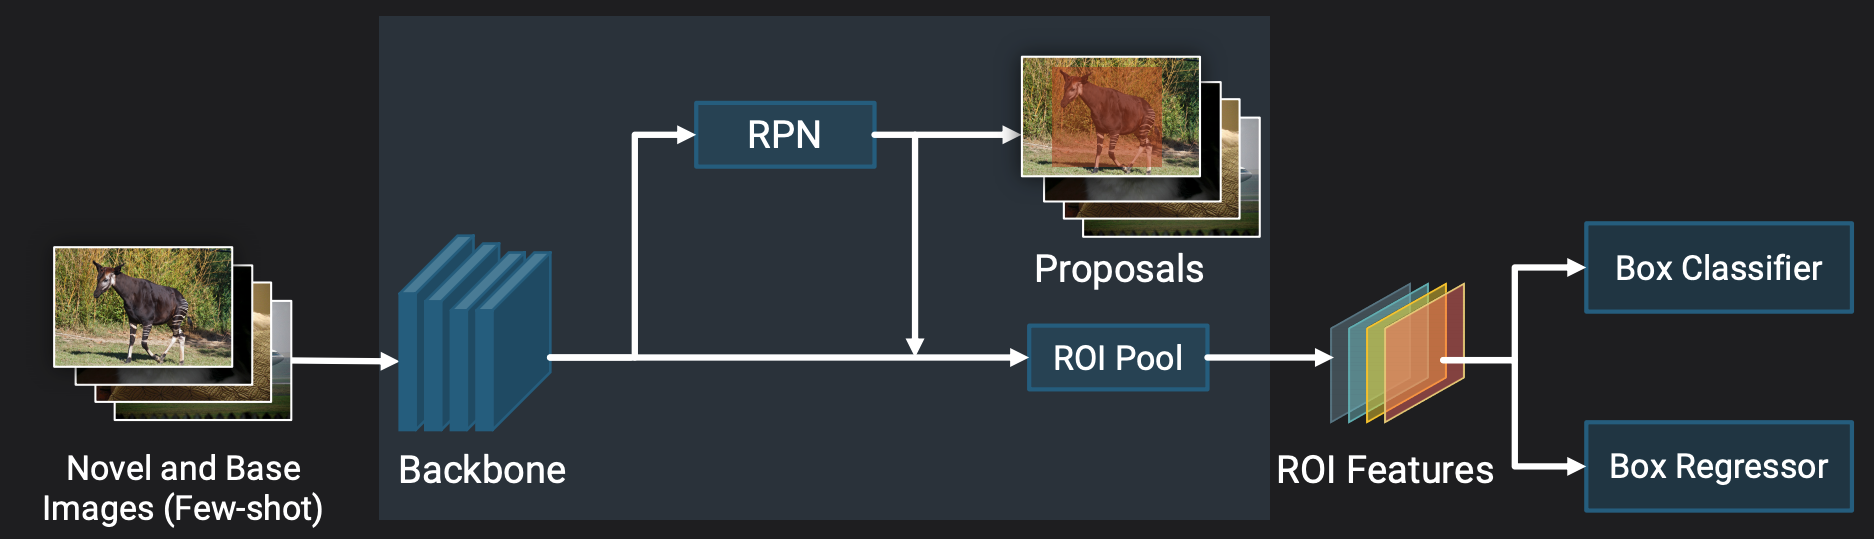 RPN
Proposals
ROI Pool
Box Classifier
Box Regressor
Novel and Base
Images (Few-shot)
Backbone
ROI Features